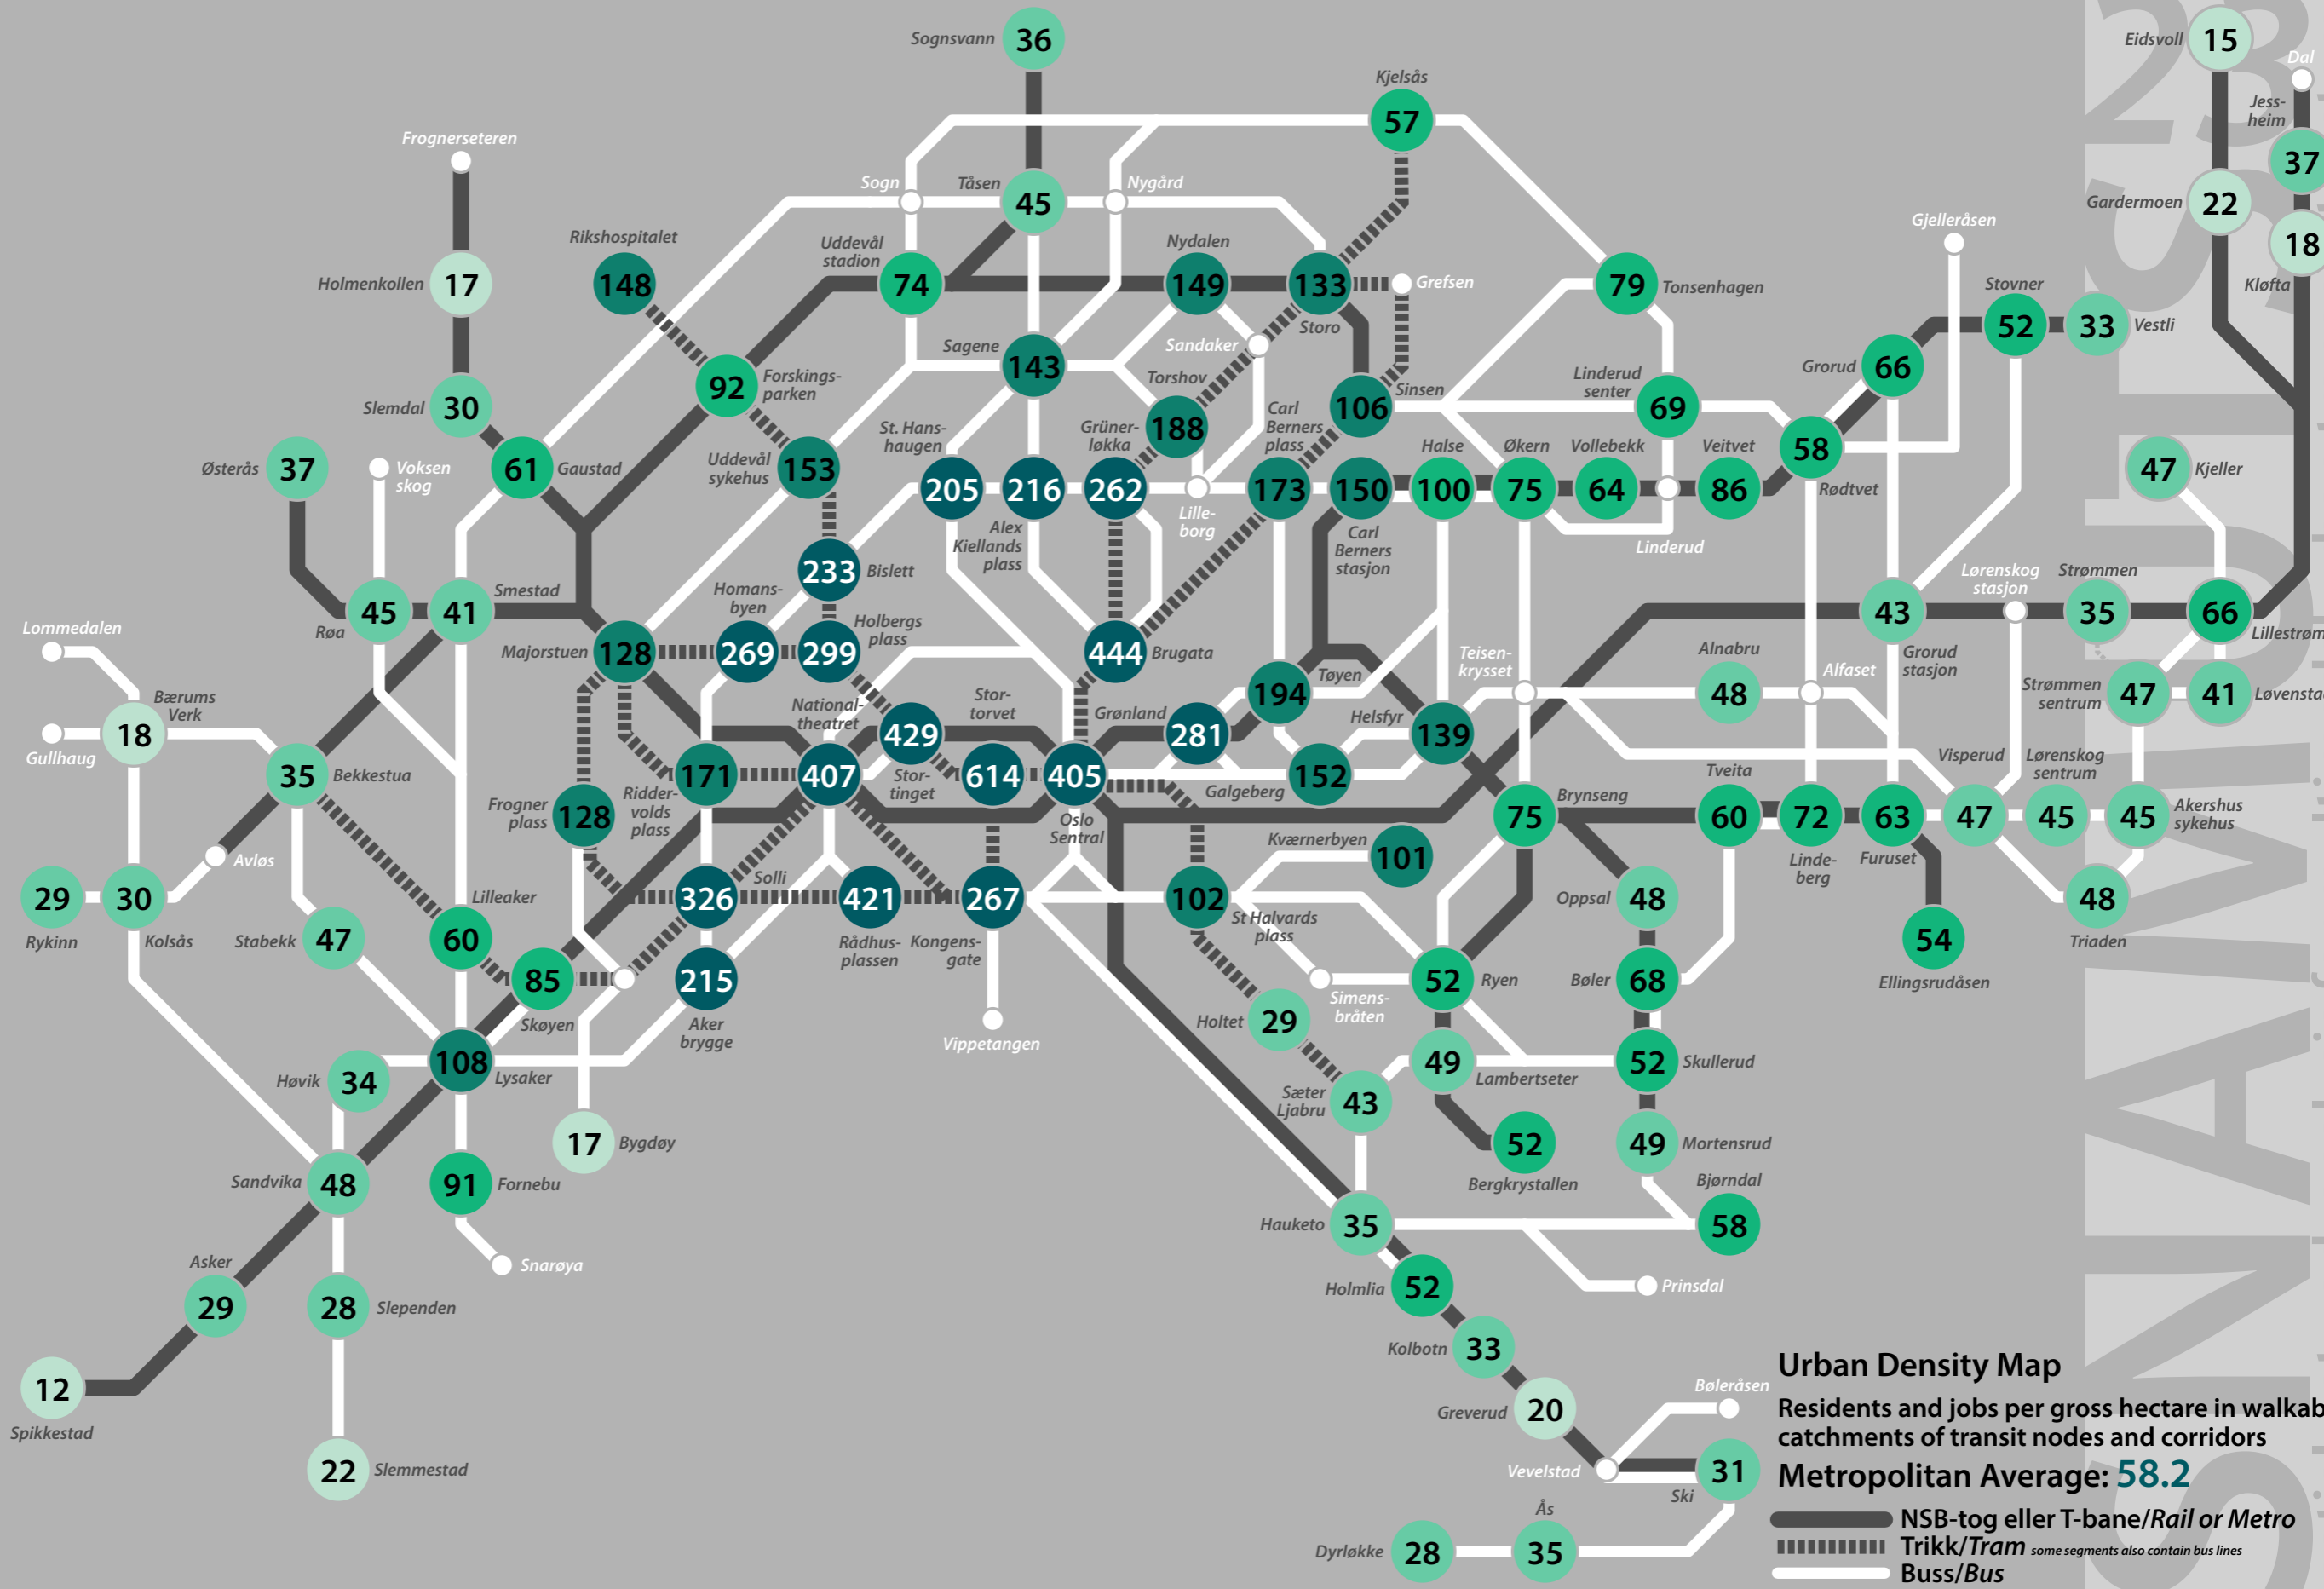 Sognsvann
36
Eidsvoll
15
Dal
Kjelsås
57
Jess-
heim
37
Frognerseteren
Sogn
Tåsen
45
Nygård
Gardermoen
22
Gjelleråsen
18
Kløfta
Rikshospitalet
148
Uddevål
stadion
74
Nydalen
149
133
Storo
Grefsen
79
Tonsenhagen
Holmenkollen
17
Stovner
52
33
Vestli
Sagene
143
Sandaker
Grorud
66
92
Forskings-
parken
Torshov
188
106
Sinsen
Linderud
senter
69
Slemdal
30
St. Hans-
haugen
205
216
Alex
Kiellands
plass
Grüner-
løkka
262
Lille-
borg
Carl
Berners
plass
173
150
Carl
Berners
stasjon
Halse
100
Økern
75
Vollebekk
64
Veitvet
86
58
Rødtvet
Linderud
Østerås
37
Voksen
skog
61
Gaustad
Uddevål
sykehus
153
47
Kjeller
233
Bislett
Homans-
byen
269
299
Holbergs
plass
Røa
45
41
Smestad
Lørenskog
stasjon
Strømmen
35
66
Lillestrøm
43
Grorud
stasjon
Lommedalen
Majorstuen
128
444
Brugata
Teisen-
krysset
Alnabru
48
Alfaset
194
Tøyen
Strømmen
sentrum
47
41
Bærums
Verk
18
Gullhaug
National-
theatret
407
429
Stor-
tinget
Stor-
torvet
614
405
Oslo
Sentral
Grønland
281
Helsfyr
139
35
Bekkestua
171
Ridder-
volds
plass
Galgeberg
152
Visperud
47
Lørenskog
sentrum
45
45
Akershus
sykehus
Frogner
plass
128
75
Brynseng
Tveita
60
72
Linde-
berg
63
Furuset
Avløs
Kværnerbyen
101
29
Rykinn
30
Kolsås
Lilleaker
60
Solli
326
421
Rådhus-
plassen
267
Kongens-
gate
102
St Halvards
plass
Oppsal
48
48
Triaden
Stabekk
47
54
Ellingsrudåsen
85
Skøyen
215
Aker
brygge
Simens-
bråten
52
Ryen
Bøler
68
Vippetangen
Holtet
29
Høvik
34
108
Lysaker
49
Lambertseter
52
Skullerud
Sæter
Ljabru
43
17
Bygdøy
52
Bergkrystallen
49
Mortensrud
Sandvika
48
91
Fornebu
Bjørndal
58
Hauketo
35
Snarøya
Prinsdal
Asker
29
28
Slependen
Holmlia
52
Kolbotn
33
12
Spikkestad
Greverud
20
Bøleråsen
22
Slemmestad
Vevelstad
31
Ski
Dyrløkke
28
Ås
35
Urban Density Map
Residents and jobs per gross hectare in
catchments of transit nodes and corridors
Metropolitan Average: 58.2
NSB-tog eller T-bane/Rail or Metro
Trikk/Tram some segments also contain bus lines
Buss/Bus